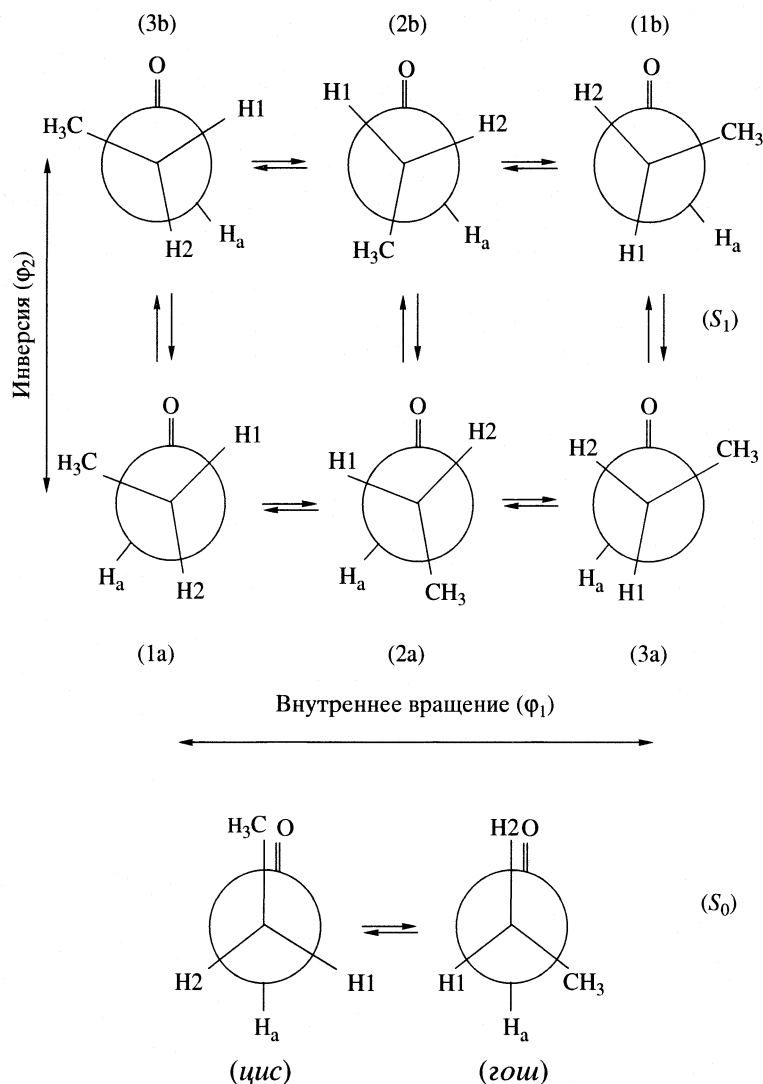 (3b) (2b) (1b)
O O O
H1 H2
H₃C H1 H2 CH₃
H2 Hₐ H₃C Hₐ H1 Hₐ
Инверсия (φ₂)
(S₁)
O O O
H1 H2 H2 CH₃
H₃C H1
Hₐ H2 Hₐ CH₃ Hₐ H1
(1a) (2a) (3a)
Внутреннее вращение (φ₁)
H₃C O H2 O
(S₀)
H2 H1 H1 CH₃
Hₐ Hₐ
(цис) (гош)